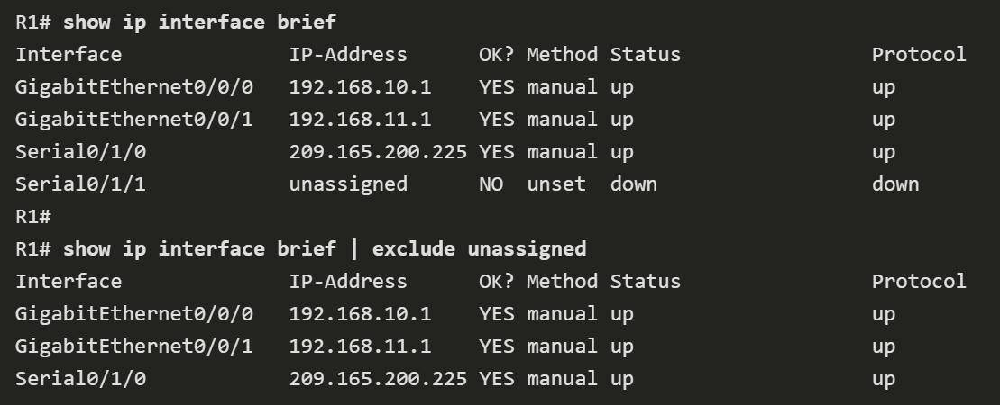 R1# show ip interface brief
Interface              IP-Address      OK? Method Status                Protocol
GigabitEthernet0/0/0   192.168.10.1    YES manual up                    up
GigabitEthernet0/0/1   192.168.11.1    YES manual up                    up
Serial0/1/0            209.165.200.225 YES manual up                    up
Serial0/1/1            unassigned      NO  unset  down                  down
R1#
R1# show ip interface brief | exclude unassigned
Interface              IP-Address      OK? Method Status                Protocol
GigabitEthernet0/0/0   192.168.10.1    YES manual up                    up
GigabitEthernet0/0/1   192.168.11.1    YES manual up                    up
Serial0/1/0            209.165.200.225 YES manual up                    up